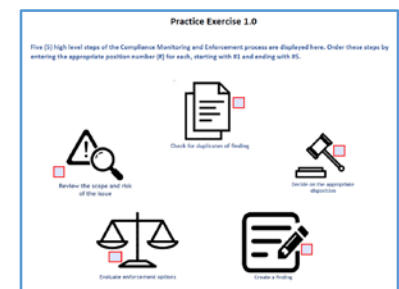 Practice Exercise 1.0
Five (5) high level steps of the Compliance Monitoring and Enforcement process are displayed here. Order these steps by
entering the appropriate position number (#) for each, starting with #1 and ending with #5.
Check for duplicates of finding
Review the scope and risk
of the issue
Decide on the appropriate
disposition
Evaluate enforcement options
Create a finding